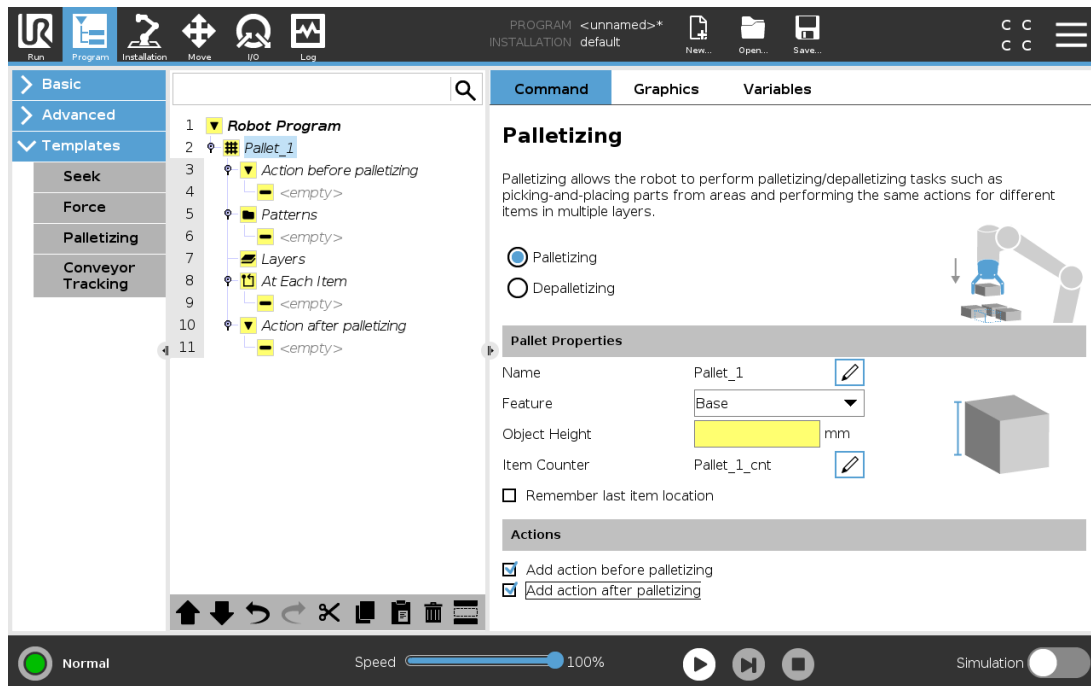 PROGRAM <unnamed>*
INSTALLATION default
C C
C C
Run Program Installation Move I/O Log New... Open... Save...
Basic
Advanced
Templates
Seek
Force
Palletizing
Conveyor
Tracking
1 Robot Program
2 Pallet_1
3 Action before palletizing
4 <empty>
5 Patterns
6 <empty>
7 Layers
8 At Each Item
9 <empty>
10 Action after palletizing
11 <empty>
Command Graphics Variables
Palletizing
Palletizing allows the robot to perform palletizing/depalletizing tasks such as
picking-and-placing parts from areas and performing the same actions for different
items in multiple layers.
Palletizing
Depalletizing
Pallet Properties
Name Pallet_1
Feature Base
Object Height mm
Item Counter Pallet_1_cnt
Remember last item location
Actions
Add action before palletizing
Add action after palletizing
Normal Speed 100% Simulation